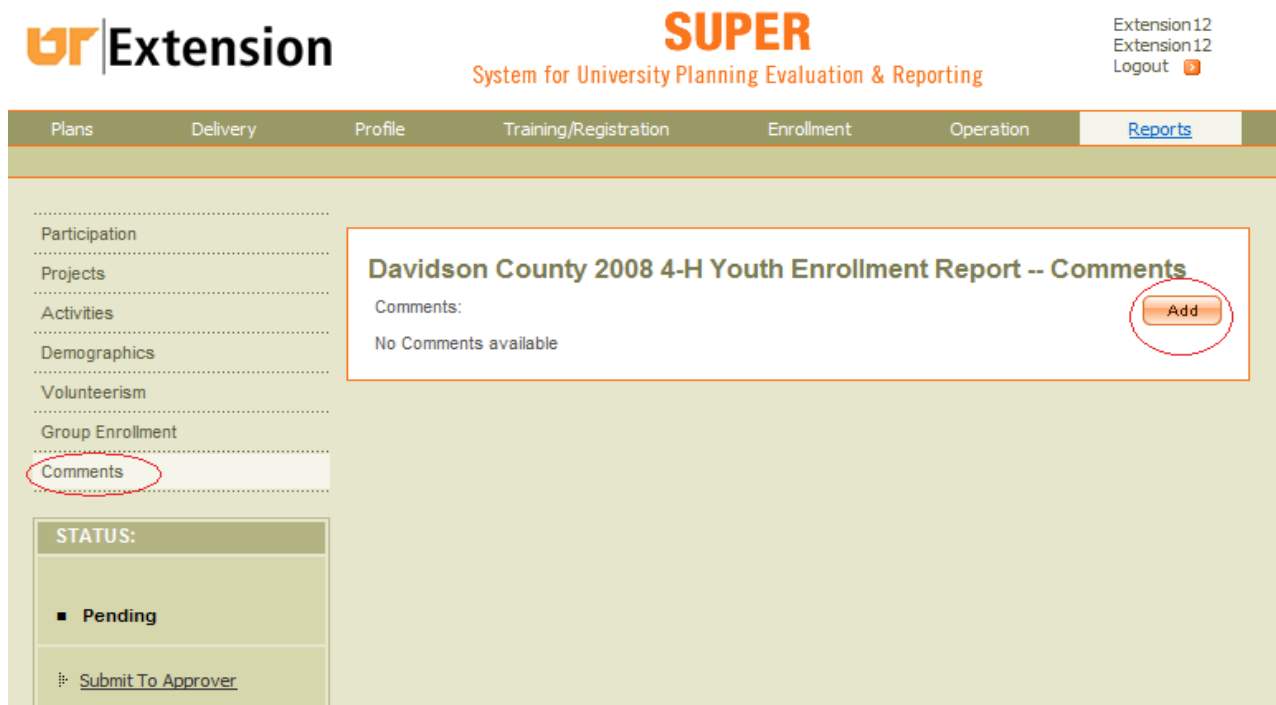 UT Extension
SUPER
System for University Planning Evaluation & Reporting
Extension12
Extension12
Logout
Plans Delivery Profile Training/Registration Enrollment Operation Reports
Participation
Projects
Activities
Demographics
Volunteerism
Group Enrollment
Comments
Davidson County 2008 4-H Youth Enrollment Report -- Comments
Comments:
Add
No Comments available
STATUS:
Pending
Submit To Approver